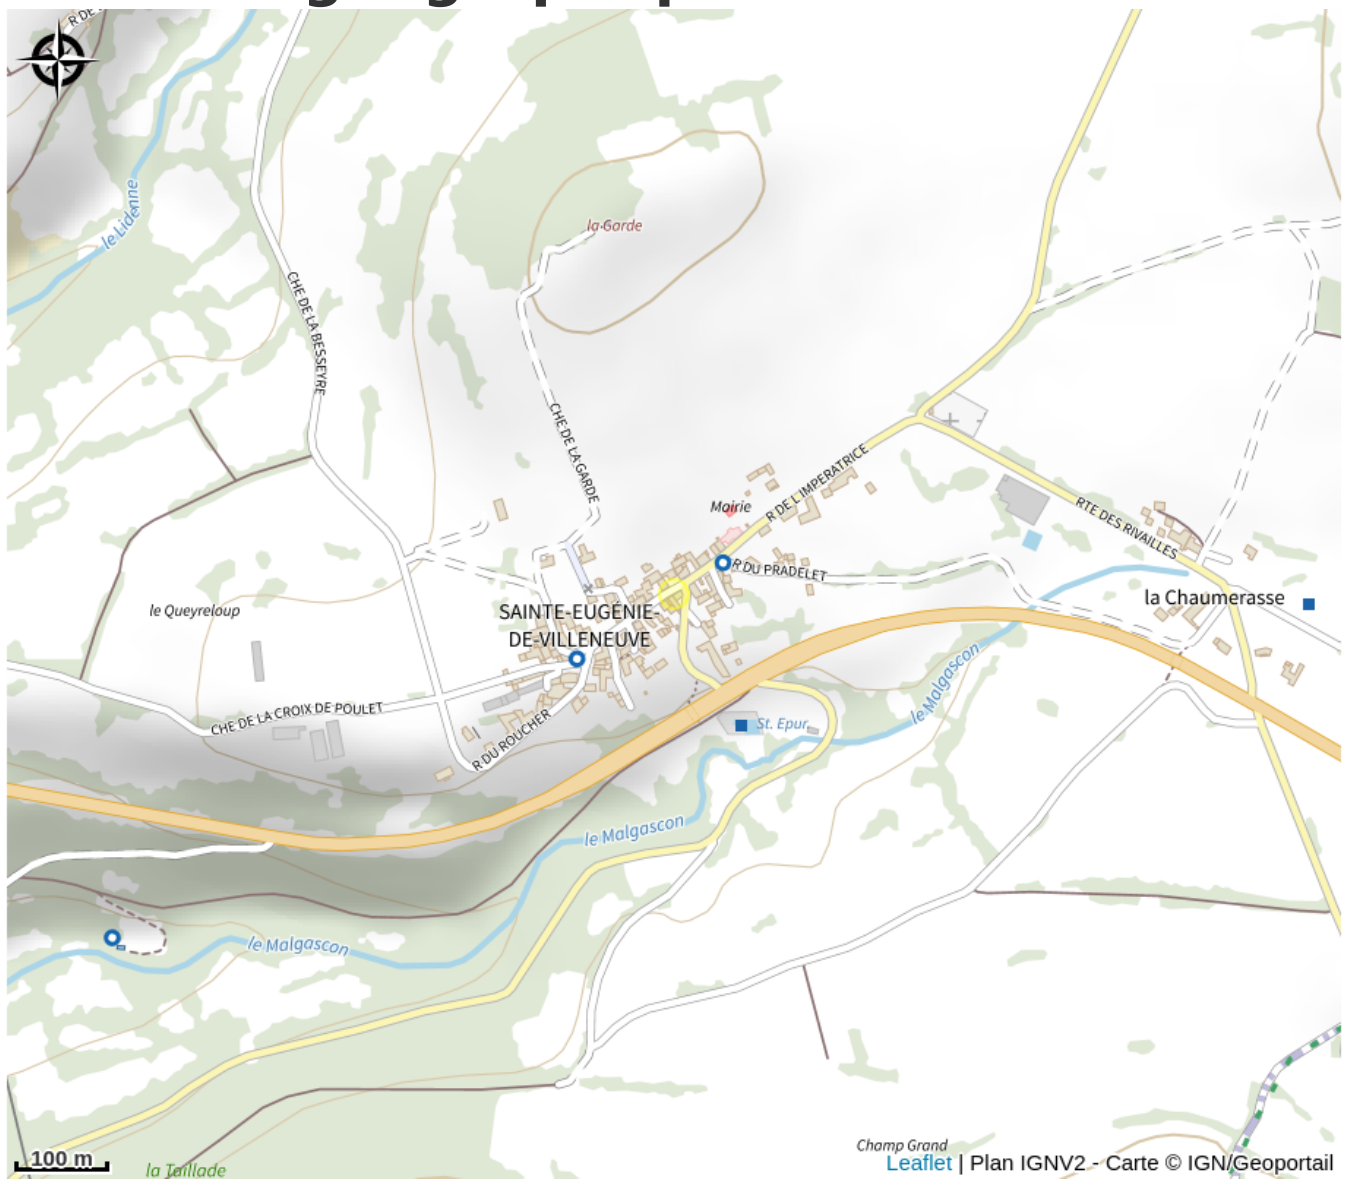 R DE
le Lidenne
la Garde
CHE DE LA BESSEYRE
CHE DE LA GARDE
R DE L'IMPERATRICE
Mairie
RTE DES RIVAILLES
R DU PRADELET
le Queyreloup
SAINTE-EUGÉNIE-
DE-VILLENEUVE
la Chaumerasse
le Malgascon
CHE DE LA CROIX DE POULET
R DU ROUCHER
St. Epur.
le Malgascon
le Malgascon
Champ Grand
100 m
la Taillade
Leaflet | Plan IGNV2 - Carte © IGN/Geoportail